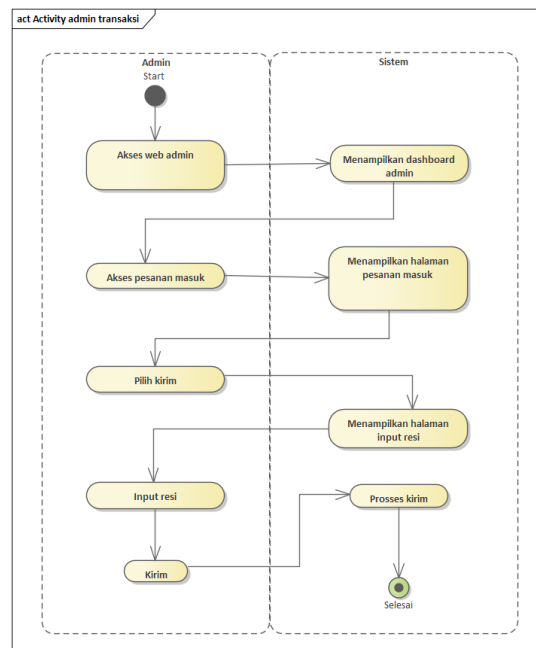 act Activity admin transaksi
Admin
Sistem
Start
Akses web admin
Menampilkan dashboard
admin
Akses pesanan masuk
Menampilkan halaman
pesanan masuk
Pilih kirim
Menampilkan halaman
input resi
Input resi
Prosses kirim
Kirim
Selesai